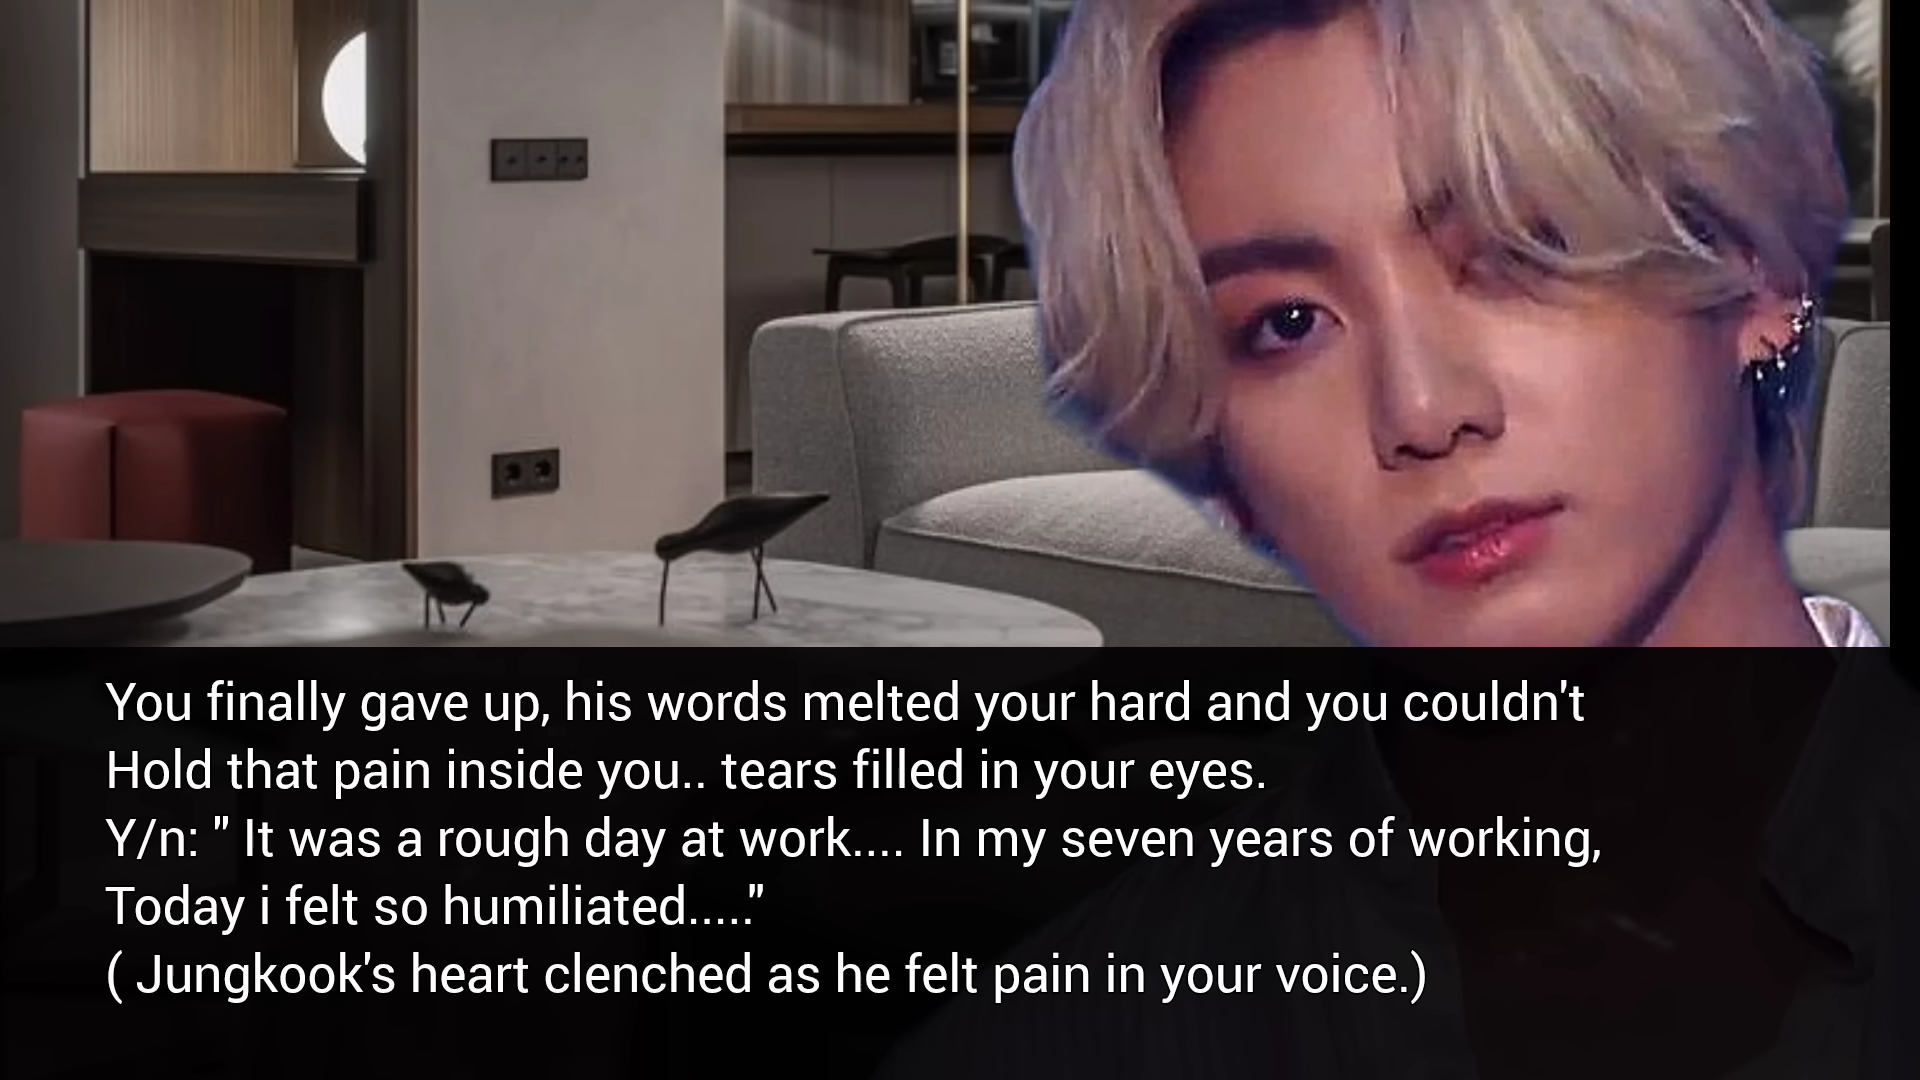 You finally gave up, his words melted your hard and you couldn't
Hold that pain inside you.. tears filled in your eyes.
Y/n: " It was a rough day at work.... In my seven years of working,
Today i felt so humiliated....."
( Jungkook's heart clenched as he felt pain in your voice.)